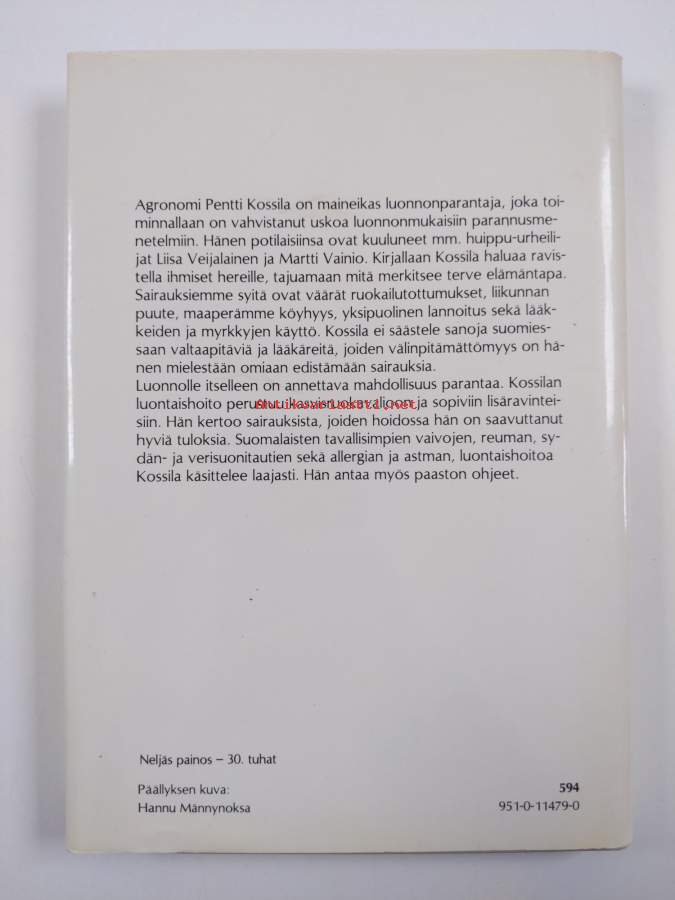 Agronomi Pentti Kossila on maineikas luonnonparantaja, joka toi-
minnallaan on vahvistanut uskoa luonnonmukaisiin parannusme-
netelmiin. Hänen potilaisiinsa ovat kuuluneet mm. huippu-urheili-
jat Liisa Veijalainen ja Martti Vainio. Kirjallaan Kossila haluaa ravis-
tella ihmiset hereille, tajuamaan mitä merkitsee terve elämäntapa.
Sairauksiemme syitä ovat väärät ruokailutottumukset, liikunnan
puute, maaperämme köyhyys, yksipuolinen lannoitus sekä lääk-
keiden ja myrkkyjen käyttö. Kossila ei säästele sanoja suomies-
saan valtaapitäviä ja lääkäreitä, joiden välinpitämättömyys on hä-
nen mielestään omiaan edistämään sairauksia.
Luonnolle itselleen on annettava mahdollisuus parantaa. Kossilan
luontaishoito perustuu kasvisruokavalioon ja sopiviin lisäravintei-
Antikvariaatti.net
siin. Hän kertoo sairauksista, joiden hoidossa hän on saavuttanut
hyviä tuloksia. Suomalaisten tavallisimpien vaivojen, reuman, sy-
dän- ja verisuonitautien sekä allergian ja astman, luontaishoitoa
Kossila käsittelee laajasti. Hän antaa myös paaston ohjeet.
Neljäs painos – 30. tuhat
Päällyksen kuva:
Hannu Männynoksa
594
951-0-11479-0